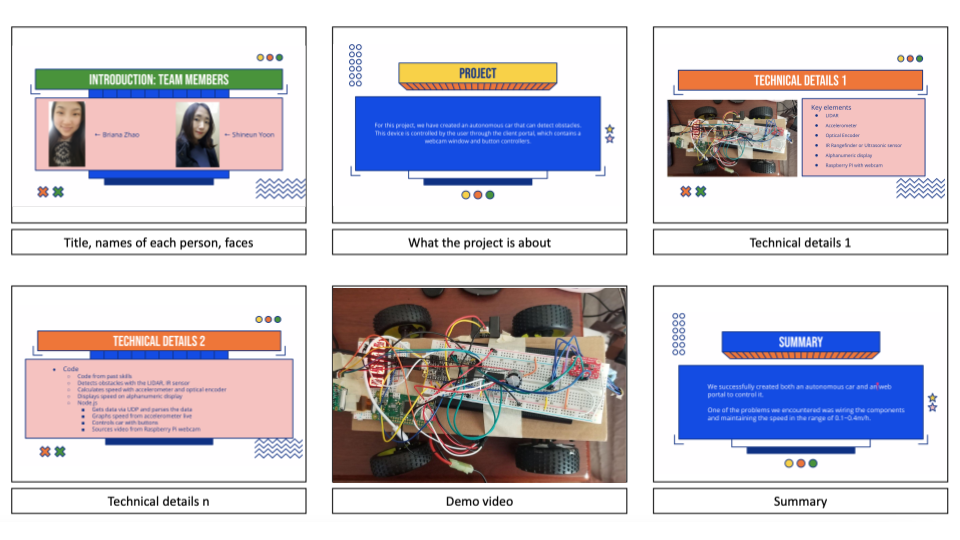 INTRODUCTION: TEAM MEMBERS
← Briana Zhao
← Shineun Yoon
Title, names of each person, faces
PROJECT
For this project, we have created an autonomous car that can detect obstacles.
This device is controlled by the user through the client portal, which contains a
webcam window and button controllers.
What the project is about
TECHNICAL DETAILS 1
Key elements
● LIDAR
● Accelerometer
● Optical Encoder
● IR Rangefinder or Ultrasonic sensor
● Alphanumeric display
● Raspberry Pi with webcam
Technical details 1
TECHNICAL DETAILS 2
● Code
○ Code from past skills
○ Detects obstacles with the LIDAR, IR sensor
○ Calculates speed with accelerometer and optical encoder
○ Displays speed on alphanumeric display
○ Node.js
■ Gets data via UDP and parses the data
■ Graphs speed from accelerometer live
■ Controls car with buttons
■ Sources video from Raspberry Pi webcam
Technical details n
Demo video
SUMMARY
We successfully created both an autonomous car and an web
portal to control it.
One of the problems we encountered was wiring the components
and maintaining the speed in the range of 0.1~0.4m/h.
Summary